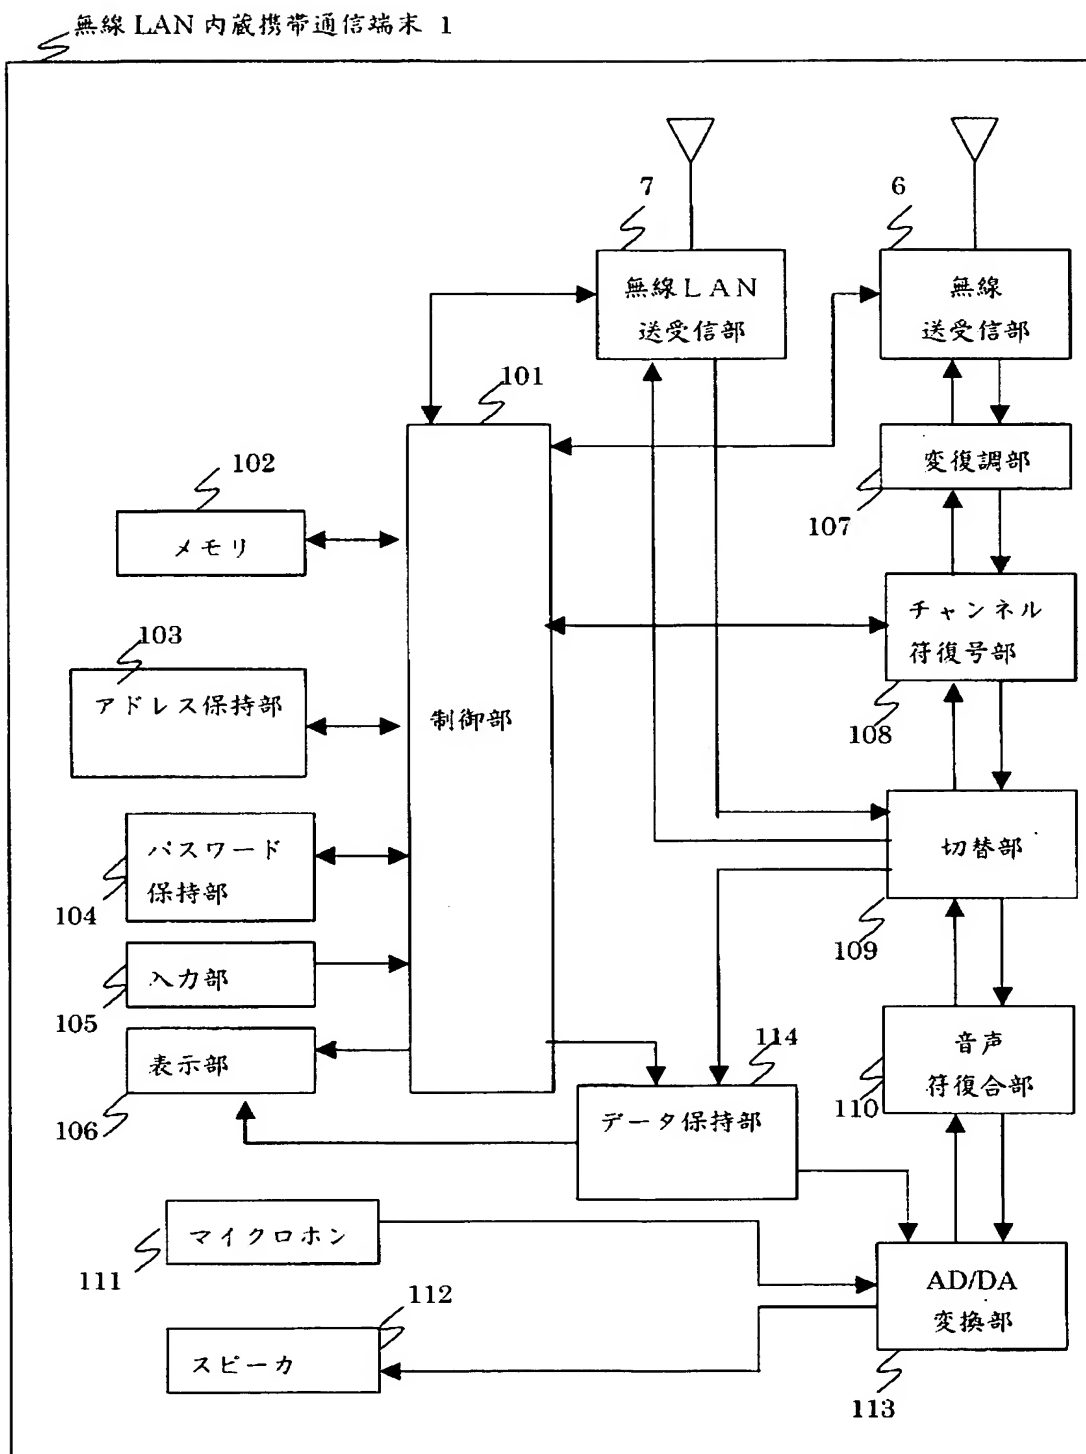 無線LAN内蔵携帯通信端末 1
7
6
無線LAN
送受信部
無線
送受信部
101
102
メモリ
変復調部
107
103
アドレス保持部
チャンネル
符復号部
108
制御部
パスワード
保持部
104
切替部
109
入力部
105
表示部
106
114
データ保持部
音声
符復合部
110
マイクロホン
111
112
スピーカ
AD/DA
変換部
113